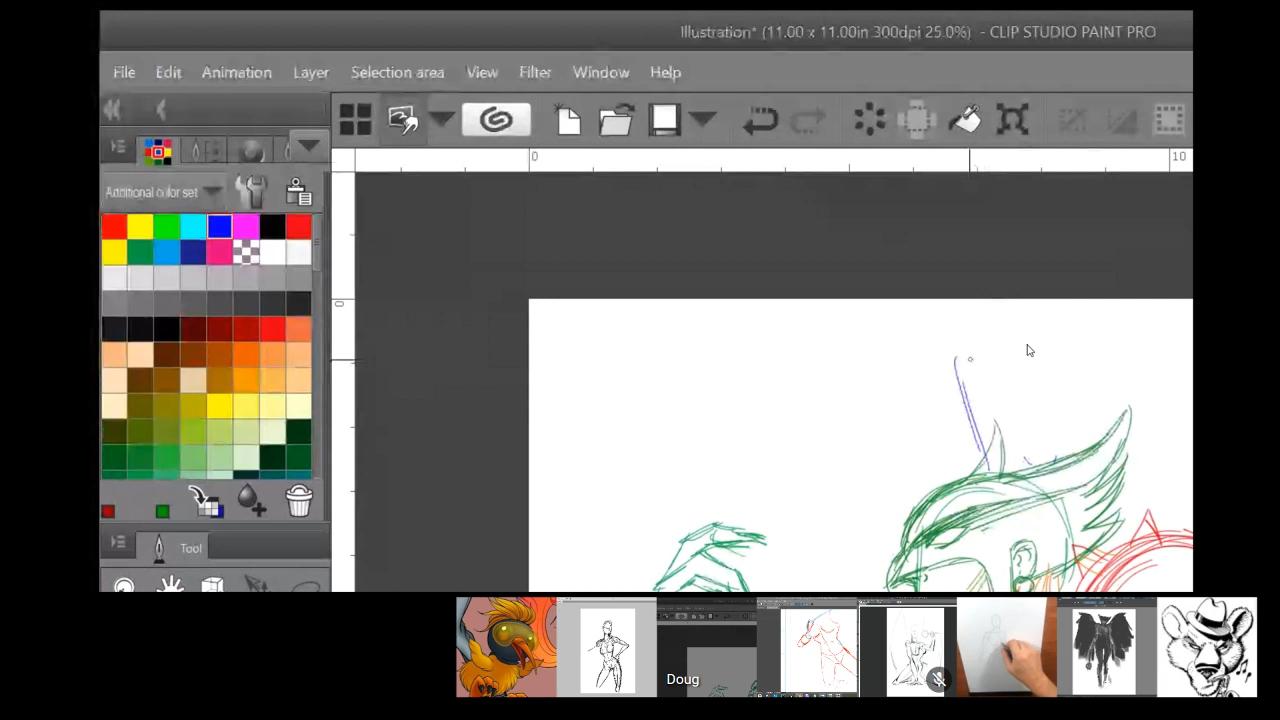 Illustration* (11.00 x 11.00in 300dpi 25.0%) - CLIP STUDIO PAINT PRO
File Edit Animation Layer Selection area View Filter Window Help
0 10
Additional color set
0
Tool
Doug